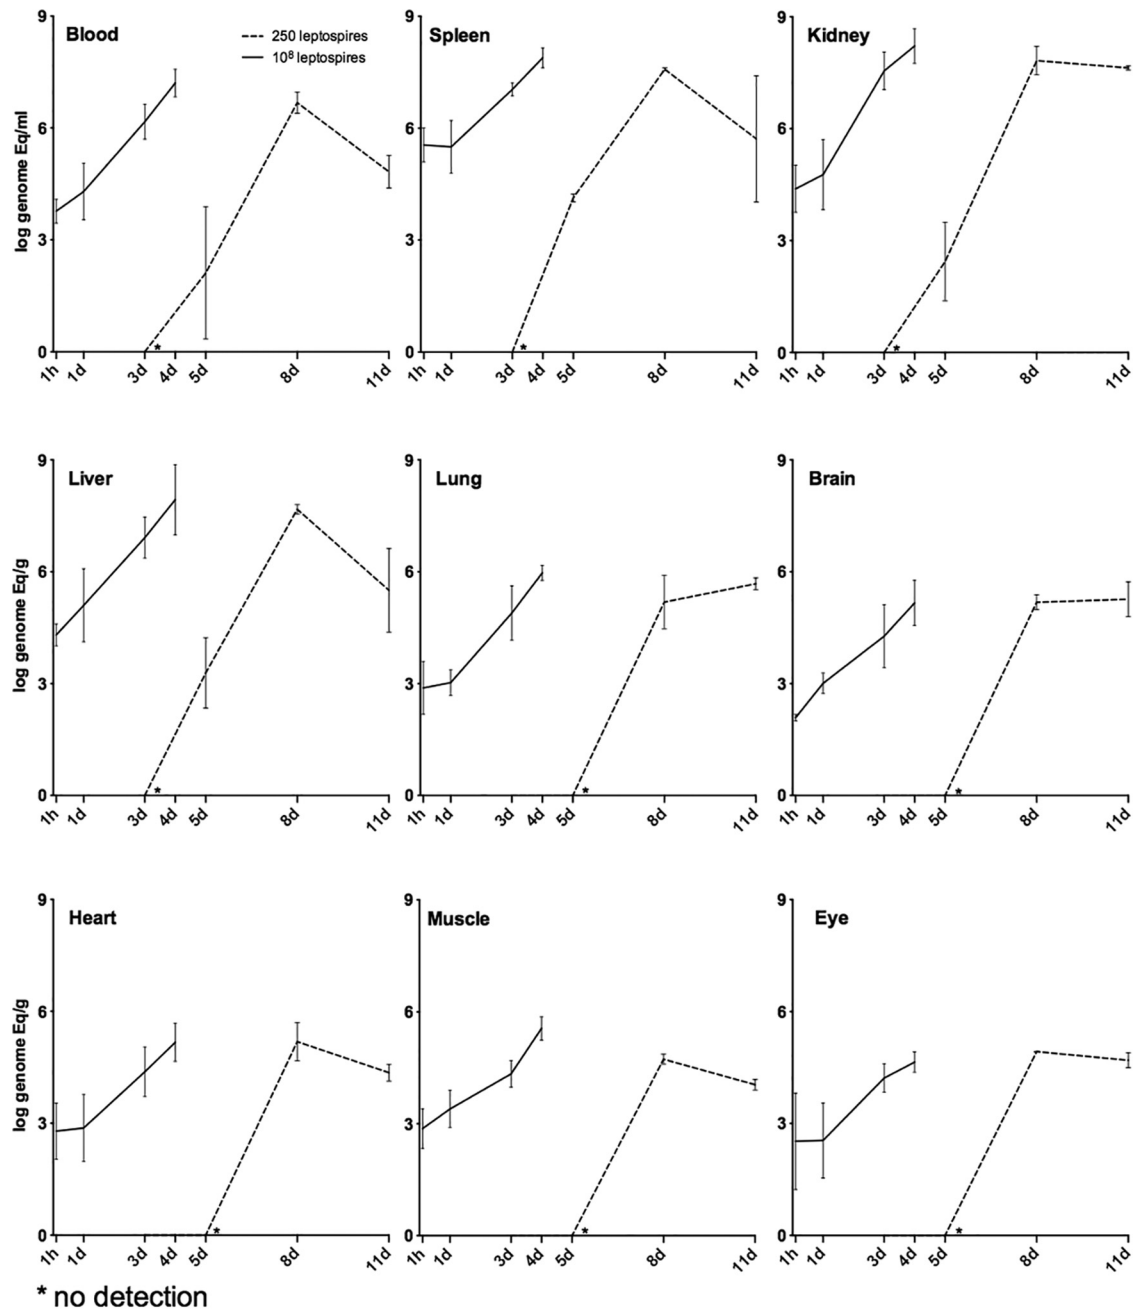 Blood
250 leptospires
10⁸ leptospires
log genome Eq/ml
9
6
3
0
*
1h 1d 3d 4d 5d 8d 11d
Spleen
9
6
3
0
*
1h 1d 3d 4d 5d 8d 11d
Kidney
9
6
3
0
*
1h 1d 3d 4d 5d 8d 11d
Liver
log genome Eq/g
9
6
3
0
*
1h 1d 3d 4d 5d 8d 11d
Lung
9
6
3
0
*
1h 1d 3d 4d 5d 8d 11d
Brain
9
6
3
0
*
1h 1d 3d 4d 5d 8d 11d
Heart
log genome Eq/g
9
6
3
0
*
1h 1d 3d 4d 5d 8d 11d
Muscle
9
6
3
0
*
1h 1d 3d 4d 5d 8d 11d
Eye
9
6
3
0
*
1h 1d 3d 4d 5d 8d 11d
* no detection